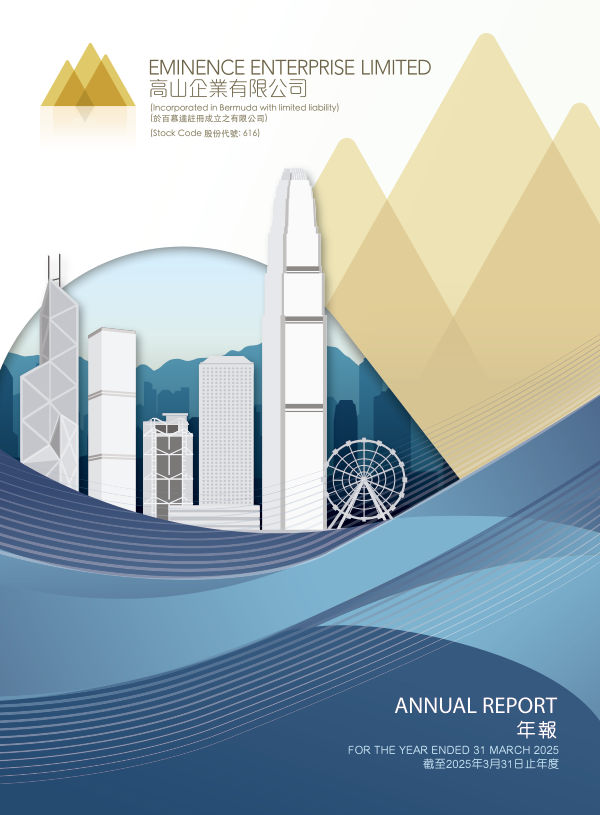 EMINENCE ENTERPRISE LIMITED
高山企業有限公司
(Incorporated in Bermuda with limited liability)
(於百慕達註冊成立之有限公司)
(Stock Code 股份代號: 616)
ANNUAL REPORT
年報
FOR THE YEAR ENDED 31 MARCH 2025
截至2025年3月31日止年度